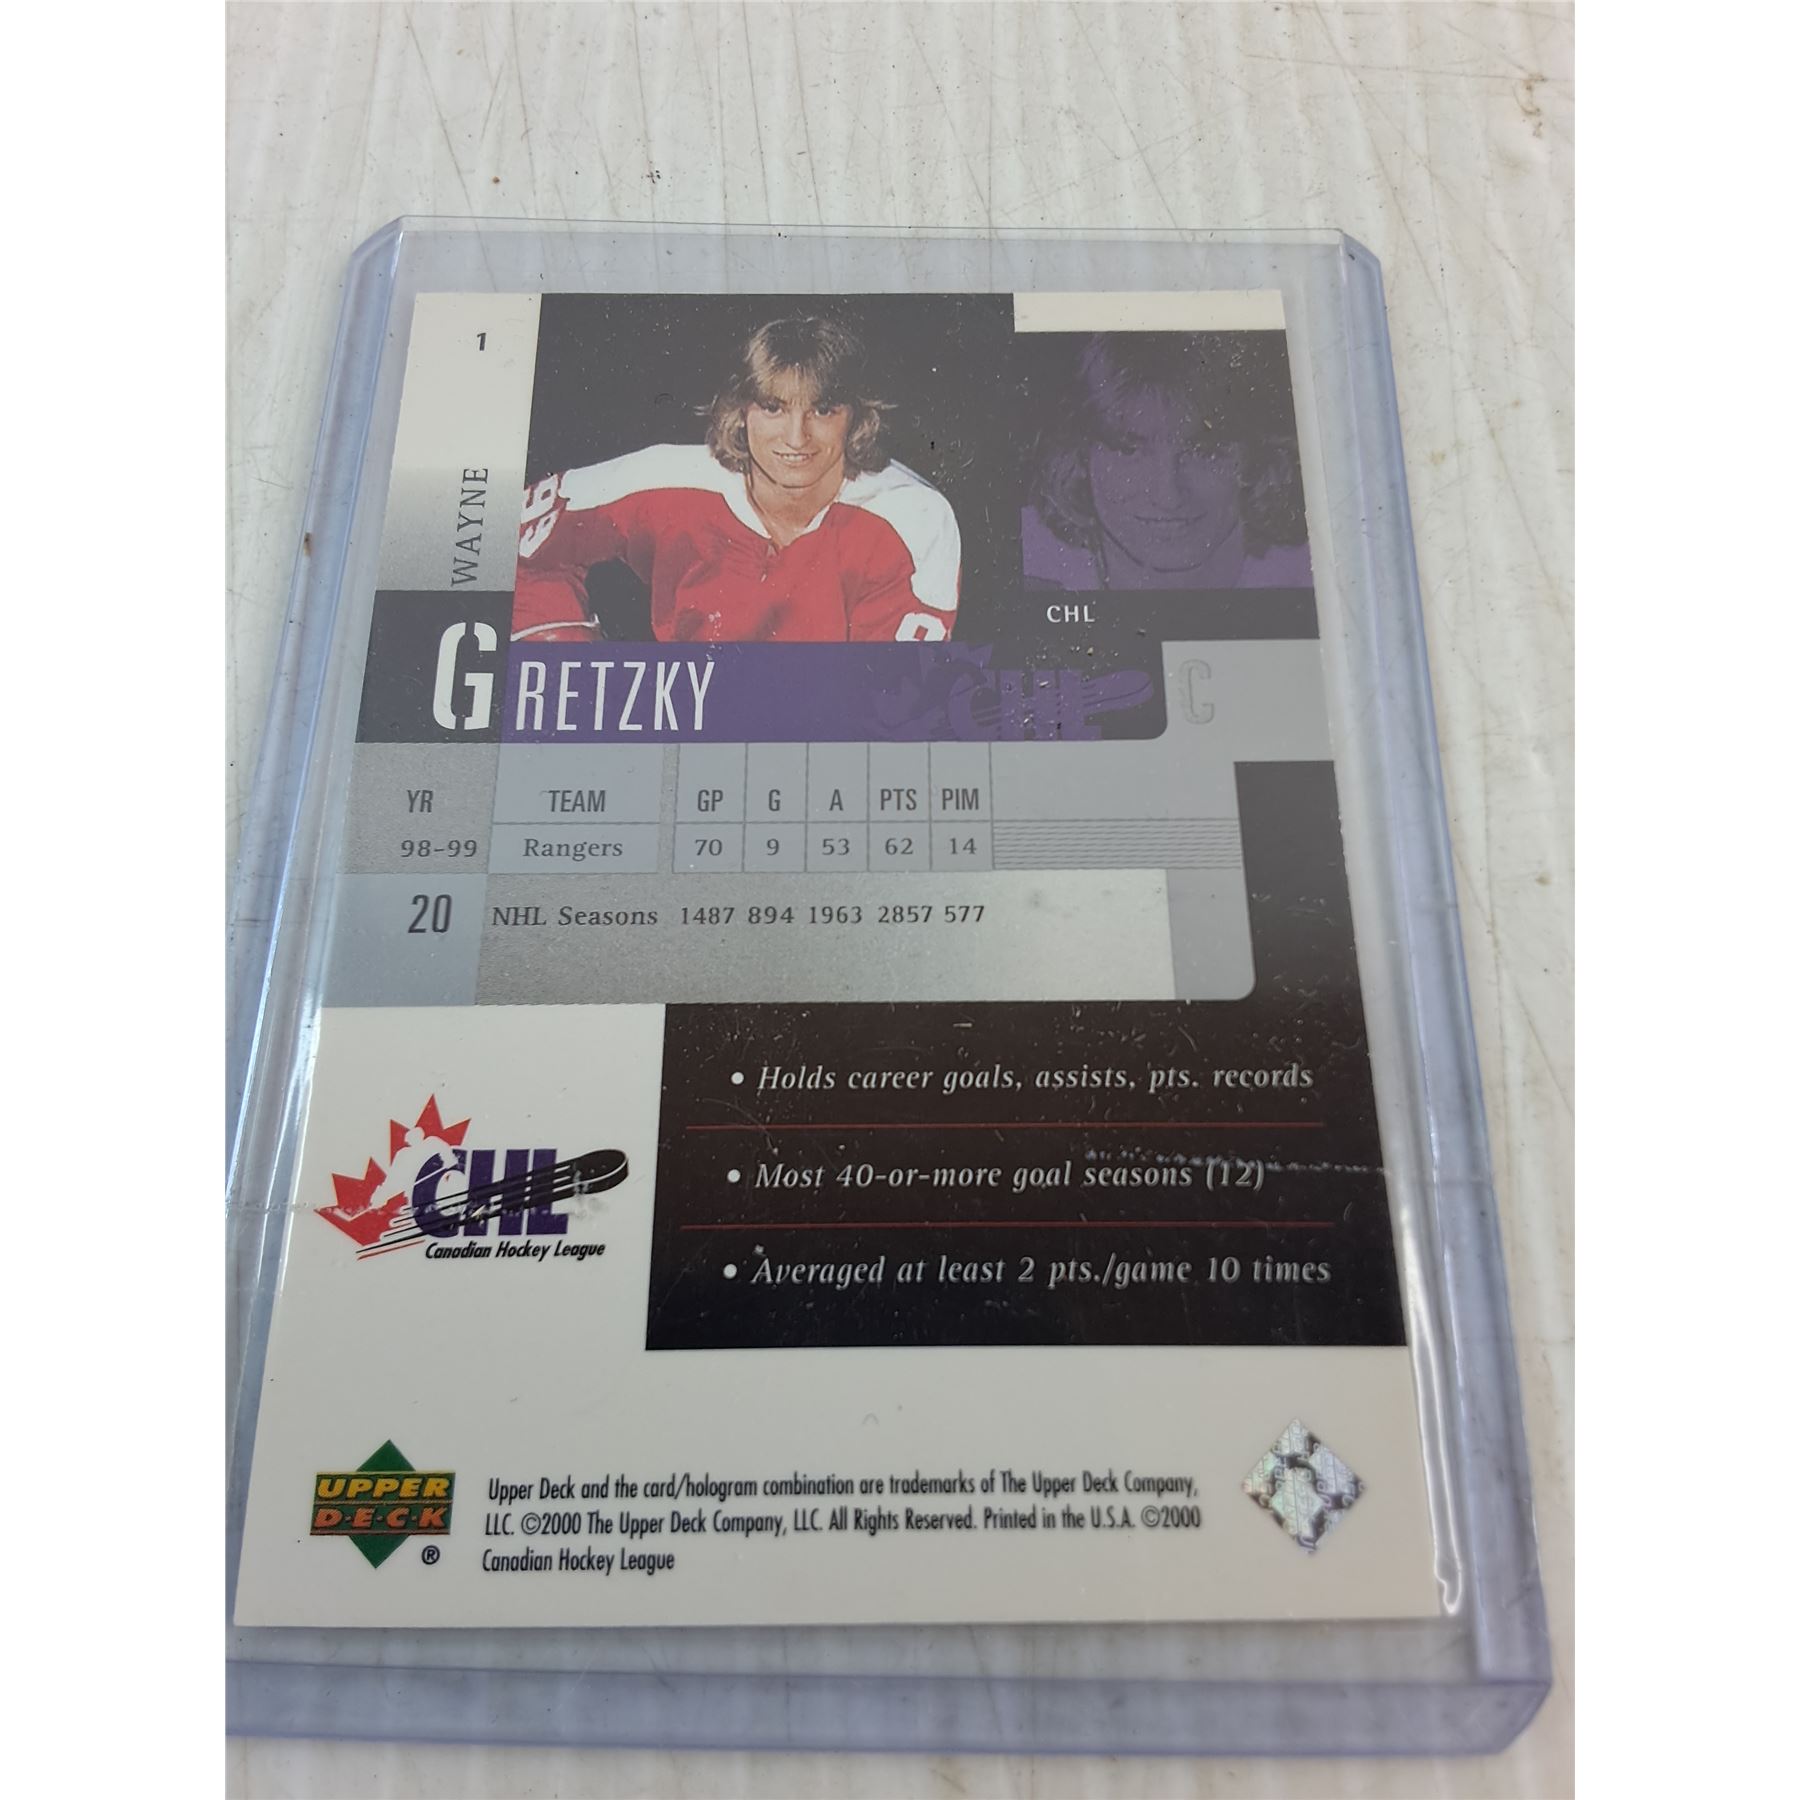 1
WAYNE
GRETZKY
99
9
CHL
CHL
C
YR TEAM GP G A PTS PIM
98-99 Rangers 70 9 53 62 14
20 NHL Seasons 1487 894 1963 2857 577
• Holds career goals, assists, pts. records
• Most 40-or-more goal seasons (12)
• Averaged at least 2 pts./game 10 times
CHL
Canadian Hockey League
UPPER
D·E·C·K
®
Upper Deck and the card/hologram combination are trademarks of The Upper Deck Company,
LLC. ©2000 The Upper Deck Company, LLC. All Rights Reserved. Printed in the U.S.A. ©2000
Canadian Hockey League